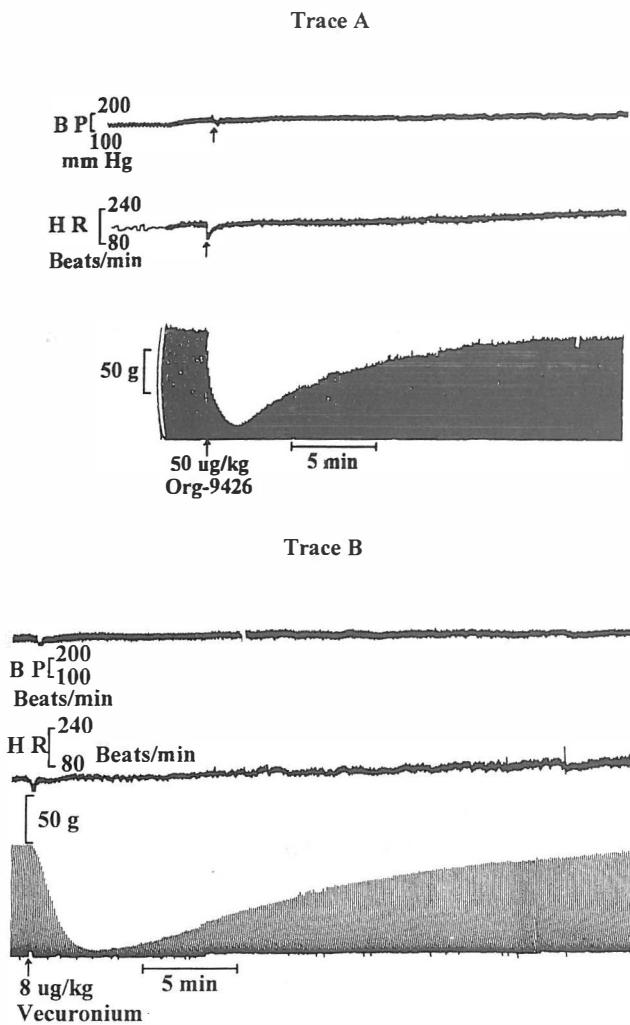 Trace A
200
B P
100
mm Hg
240
H R
80
Beats/min
50 g
5 min
50 ug/kg
Org-9426
Trace B
200
B P
100
Beats/min
240
H R
80 Beats/min
50 g
5 min
8 ug/kg
Vecuronium